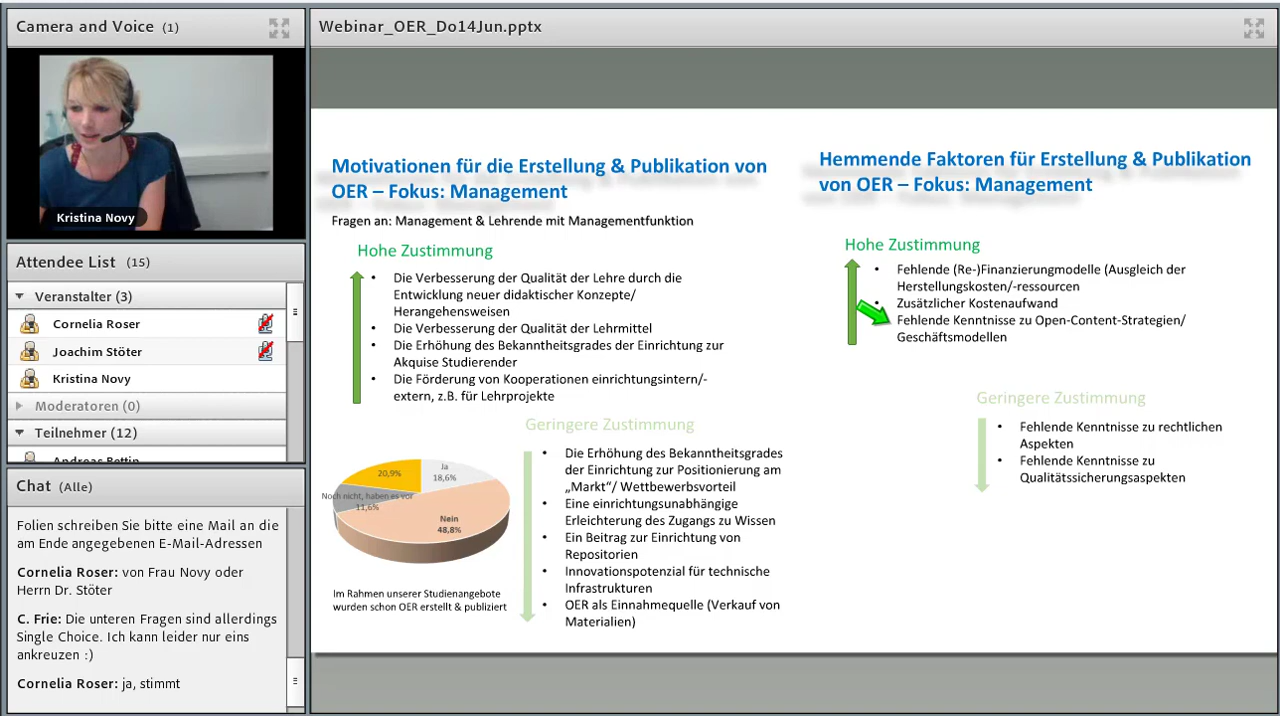 Camera and Voice (1)
Kristina Novy
Attendee List (15)
Veranstalter (3)
Cornelia Roser
Joachim Stöter
Kristina Novy
Moderatoren (0)
Teilnehmer (12)
Andreas Bettin
Chat (Alle)
Folien schreiben Sie bitte eine Mail an die
am Ende angegebenen E-Mail-Adressen
Cornelia Roser: von Frau Novy oder
Herrn Dr. Stöter
C. Frie: Die unteren Fragen sind allerdings
Single Choice. Ich kann leider nur eins
ankreuzen :)
Cornelia Roser: ja, stimmt
Webinar_OER_Do14Jun.pptx
Motivationen für die Erstellung & Publikation von
OER – Fokus: Management
Fragen an: Management & Lehrende mit Managementfunktion
Hohe Zustimmung
• Die Verbesserung der Qualität der Lehre durch die
Entwicklung neuer didaktischer Konzepte/
Herangehensweisen
• Die Verbesserung der Qualität der Lehrmittel
• Die Erhöhung des Bekanntheitsgrades der Einrichtung zur
Akquise Studierender
• Die Förderung von Kooperationen einrichtungsintern/-
extern, z.B. für Lehrprojekte
Geringere Zustimmung
• Die Erhöhung des Bekanntheitsgrades
der Einrichtung zur Positionierung am
„Markt“/ Wettbewerbsvorteil
• Eine einrichtungsunabhängige
Erleichterung des Zugangs zu Wissen
• Ein Beitrag zur Einrichtung von
Repositorien
• Innovationspotenzial für technische
Infrastrukturen
• OER als Einnahmequelle (Verkauf von
Materialien)
20,9%
Ja
18,6%
Noch nicht, haben es vor
11,6%
Nein
48,8%
Im Rahmen unserer Studienangebote
wurden schon OER erstellt & publiziert
Hemmende Faktoren für Erstellung & Publikation
von OER – Fokus: Management
Hohe Zustimmung
• Fehlende (Re-)Finanzierungmodelle (Ausgleich der
Herstellungskosten/-ressourcen
• Zusätzlicher Kostenaufwand
Fehlende Kenntnisse zu Open-Content-Strategien/
Geschäftsmodellen
Geringere Zustimmung
• Fehlende Kenntnisse zu rechtlichen
Aspekten
• Fehlende Kenntnisse zu
Qualitätssicherungsaspekten